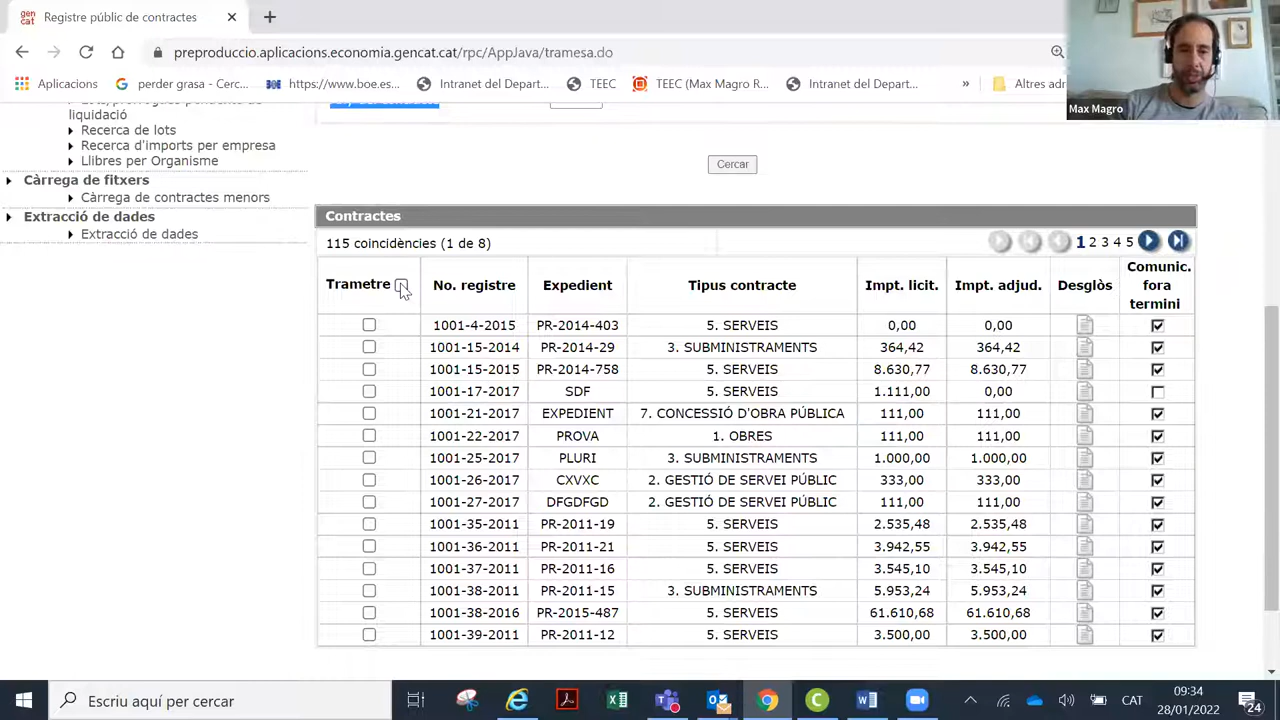 gen
cat
Registre públic de contractes
preproduccio.aplicacions.economia.gencat.cat/rpc/AppJava/tramesa.do
Aplicacions
perder grasa - Cerc...
https://www.boe.es...
Intranet del Depart...
TEEC
TEEC (Max Magro R...
Intranet del Depart...
»
Altres adr
Max Magro
liquidació
Recerca de lots
Recerca d'imports per empresa
Llibres per Organisme
Càrrega de fitxers
Càrrega de contractes menors
Extracció de dades
Extracció de dades
Cercar
Contractes
115 coincidències (1 de 8)
1 2 3 4 5
Trametre No. registre Expedient Tipus contracte Impt. licit. Impt. adjud. Desglòs Comunic. fora termini
1001-4-2015 PR-2014-403 5. SERVEIS 0,00 0,00
1001-15-2014 PR-2014-29 3. SUBMINISTRAMENTS 364,42 364,42
1001-15-2015 PR-2014-758 5. SERVEIS 8.630,77 8.630,77
1001-17-2017 SDF 5. SERVEIS 1.111,00 0,00
1001-21-2017 EXPEDIENT 7. CONCESSIÓ D'OBRA PÚBLICA 111,00 111,00
1001-22-2017 PROVA 1. OBRES 111,00 111,00
1001-25-2017 PLURI 3. SUBMINISTRAMENTS 1.000,00 1.000,00
1001-26-2017 CXVXC 2. GESTIÓ DE SERVEI PÚBLIC 333,00 333,00
1001-27-2017 DFGDFGD 2. GESTIÓ DE SERVEI PÚBLIC 111,00 111,00
1001-35-2011 PR-2011-19 5. SERVEIS 2.535,48 2.535,48
1001-36-2011 PR-2011-21 5. SERVEIS 3.942,55 3.942,55
1001-37-2011 PR-2011-16 5. SERVEIS 3.545,10 3.545,10
1001-38-2011 PR-2011-15 3. SUBMINISTRAMENTS 5.953,24 5.953,24
1001-38-2016 PR-2015-487 5. SERVEIS 61.610,68 61.610,68
1001-39-2011 PR-2011-12 5. SERVEIS 3.500,00 3.500,00
Escriu aquí per cercar
CAT
09:34
28/01/2022
24